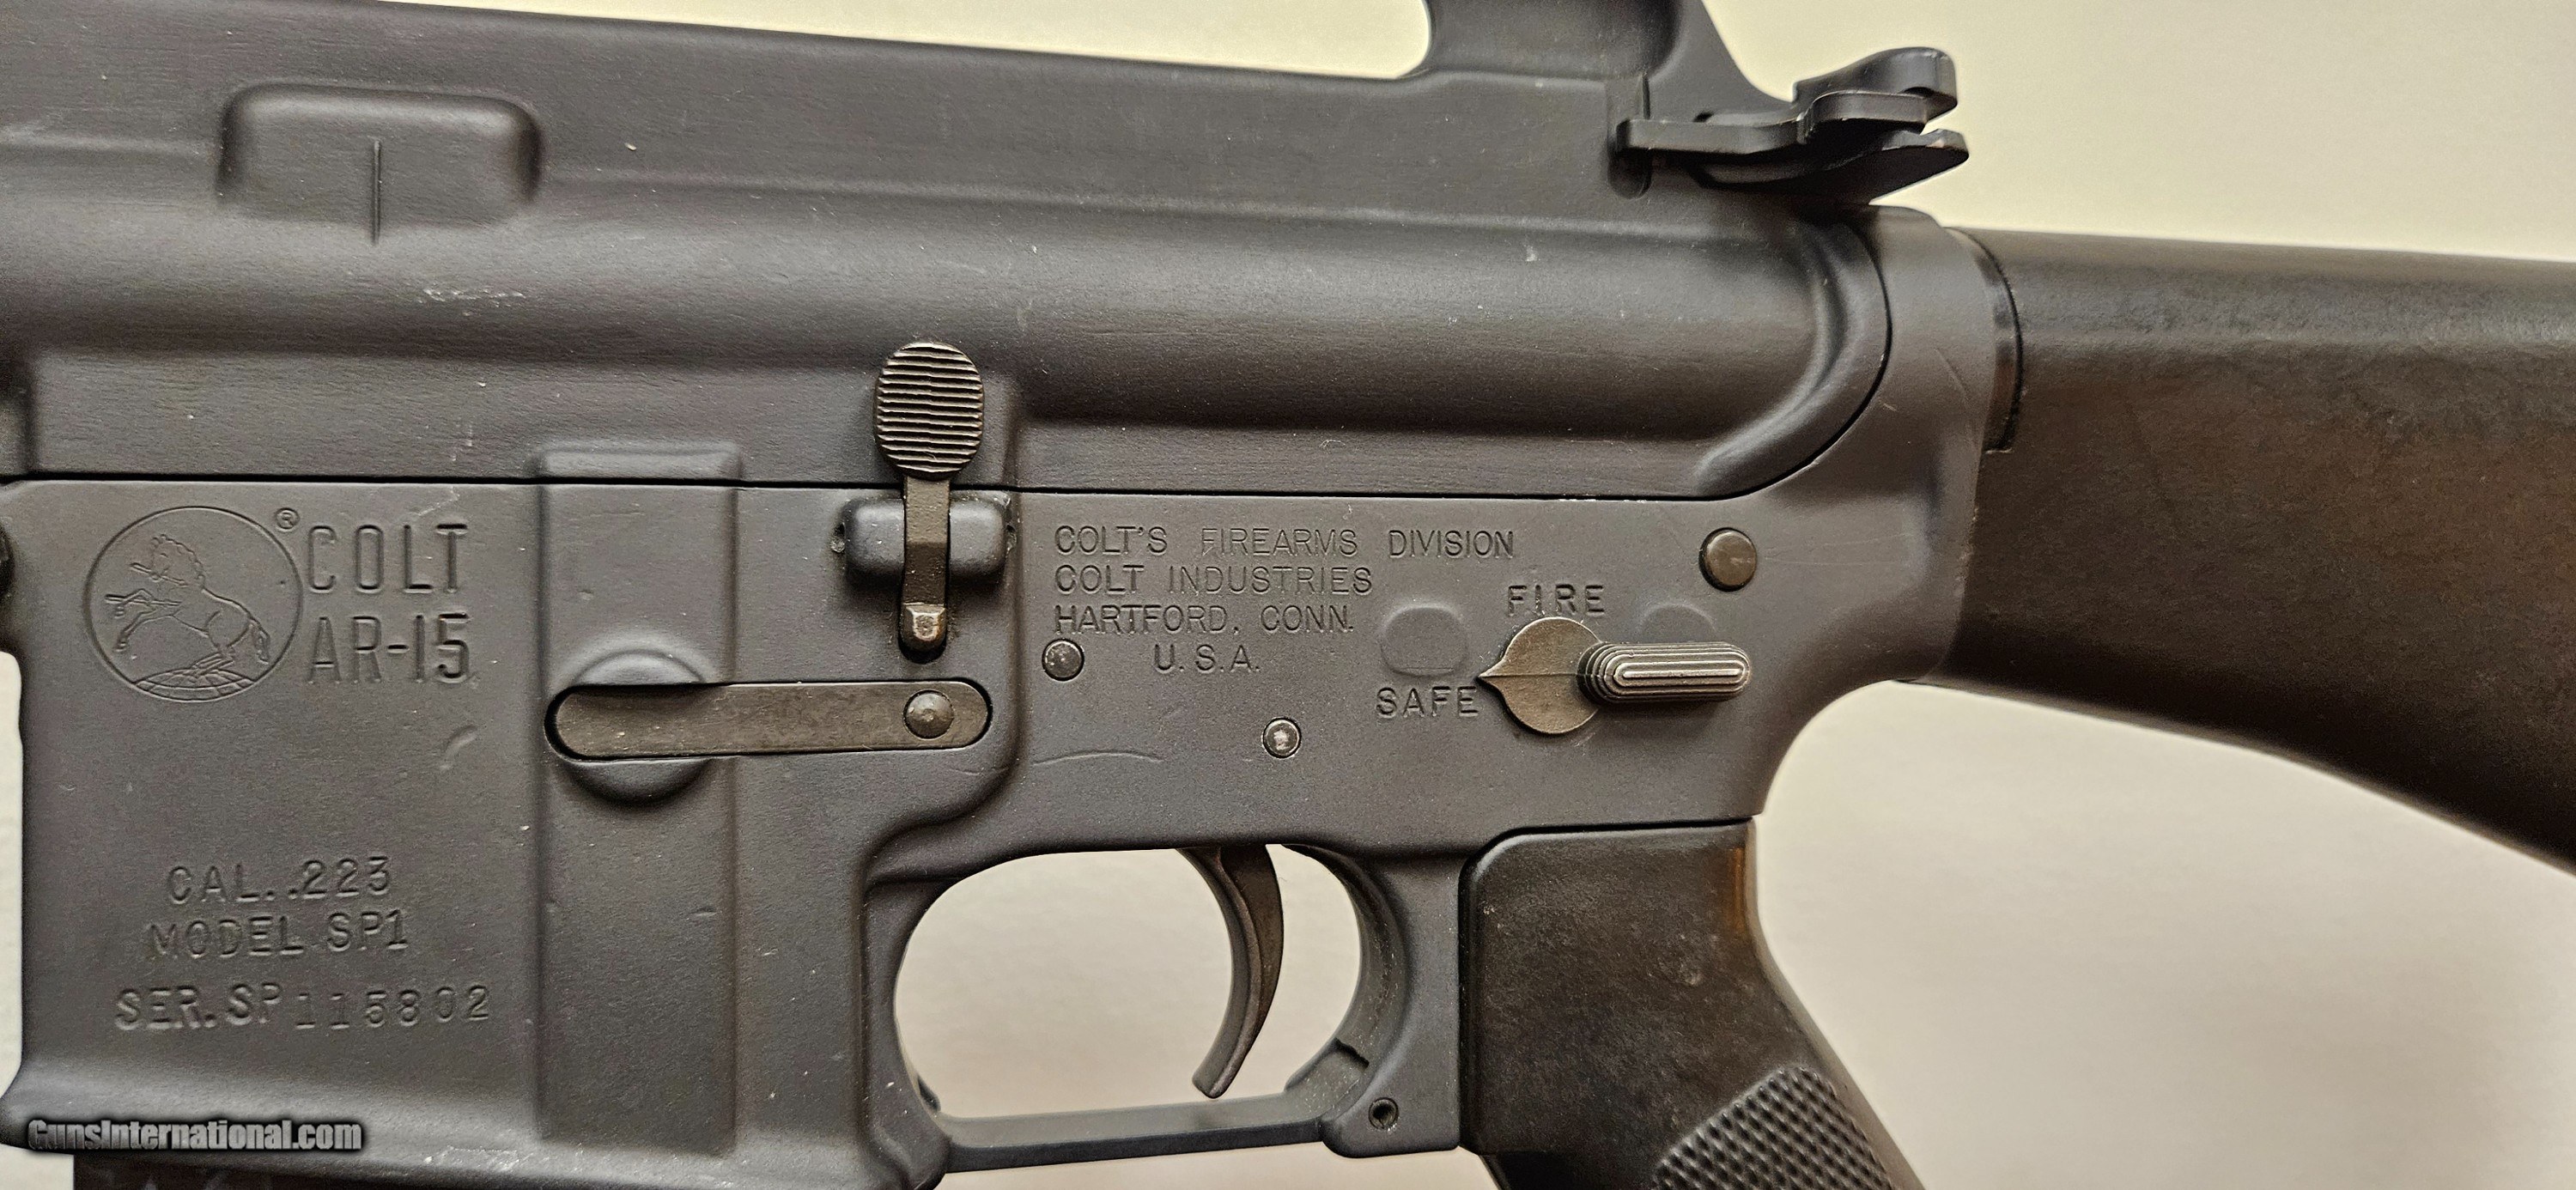 ® COLT
AR-15
COLT'S FIREARMS DIVISION
COLT INDUSTRIES
HARTFORD, CONN.
U.S.A.
FIRE
SAFE
CAL. .223
MODEL SP1
SER. SP115802
GunsInternational.com